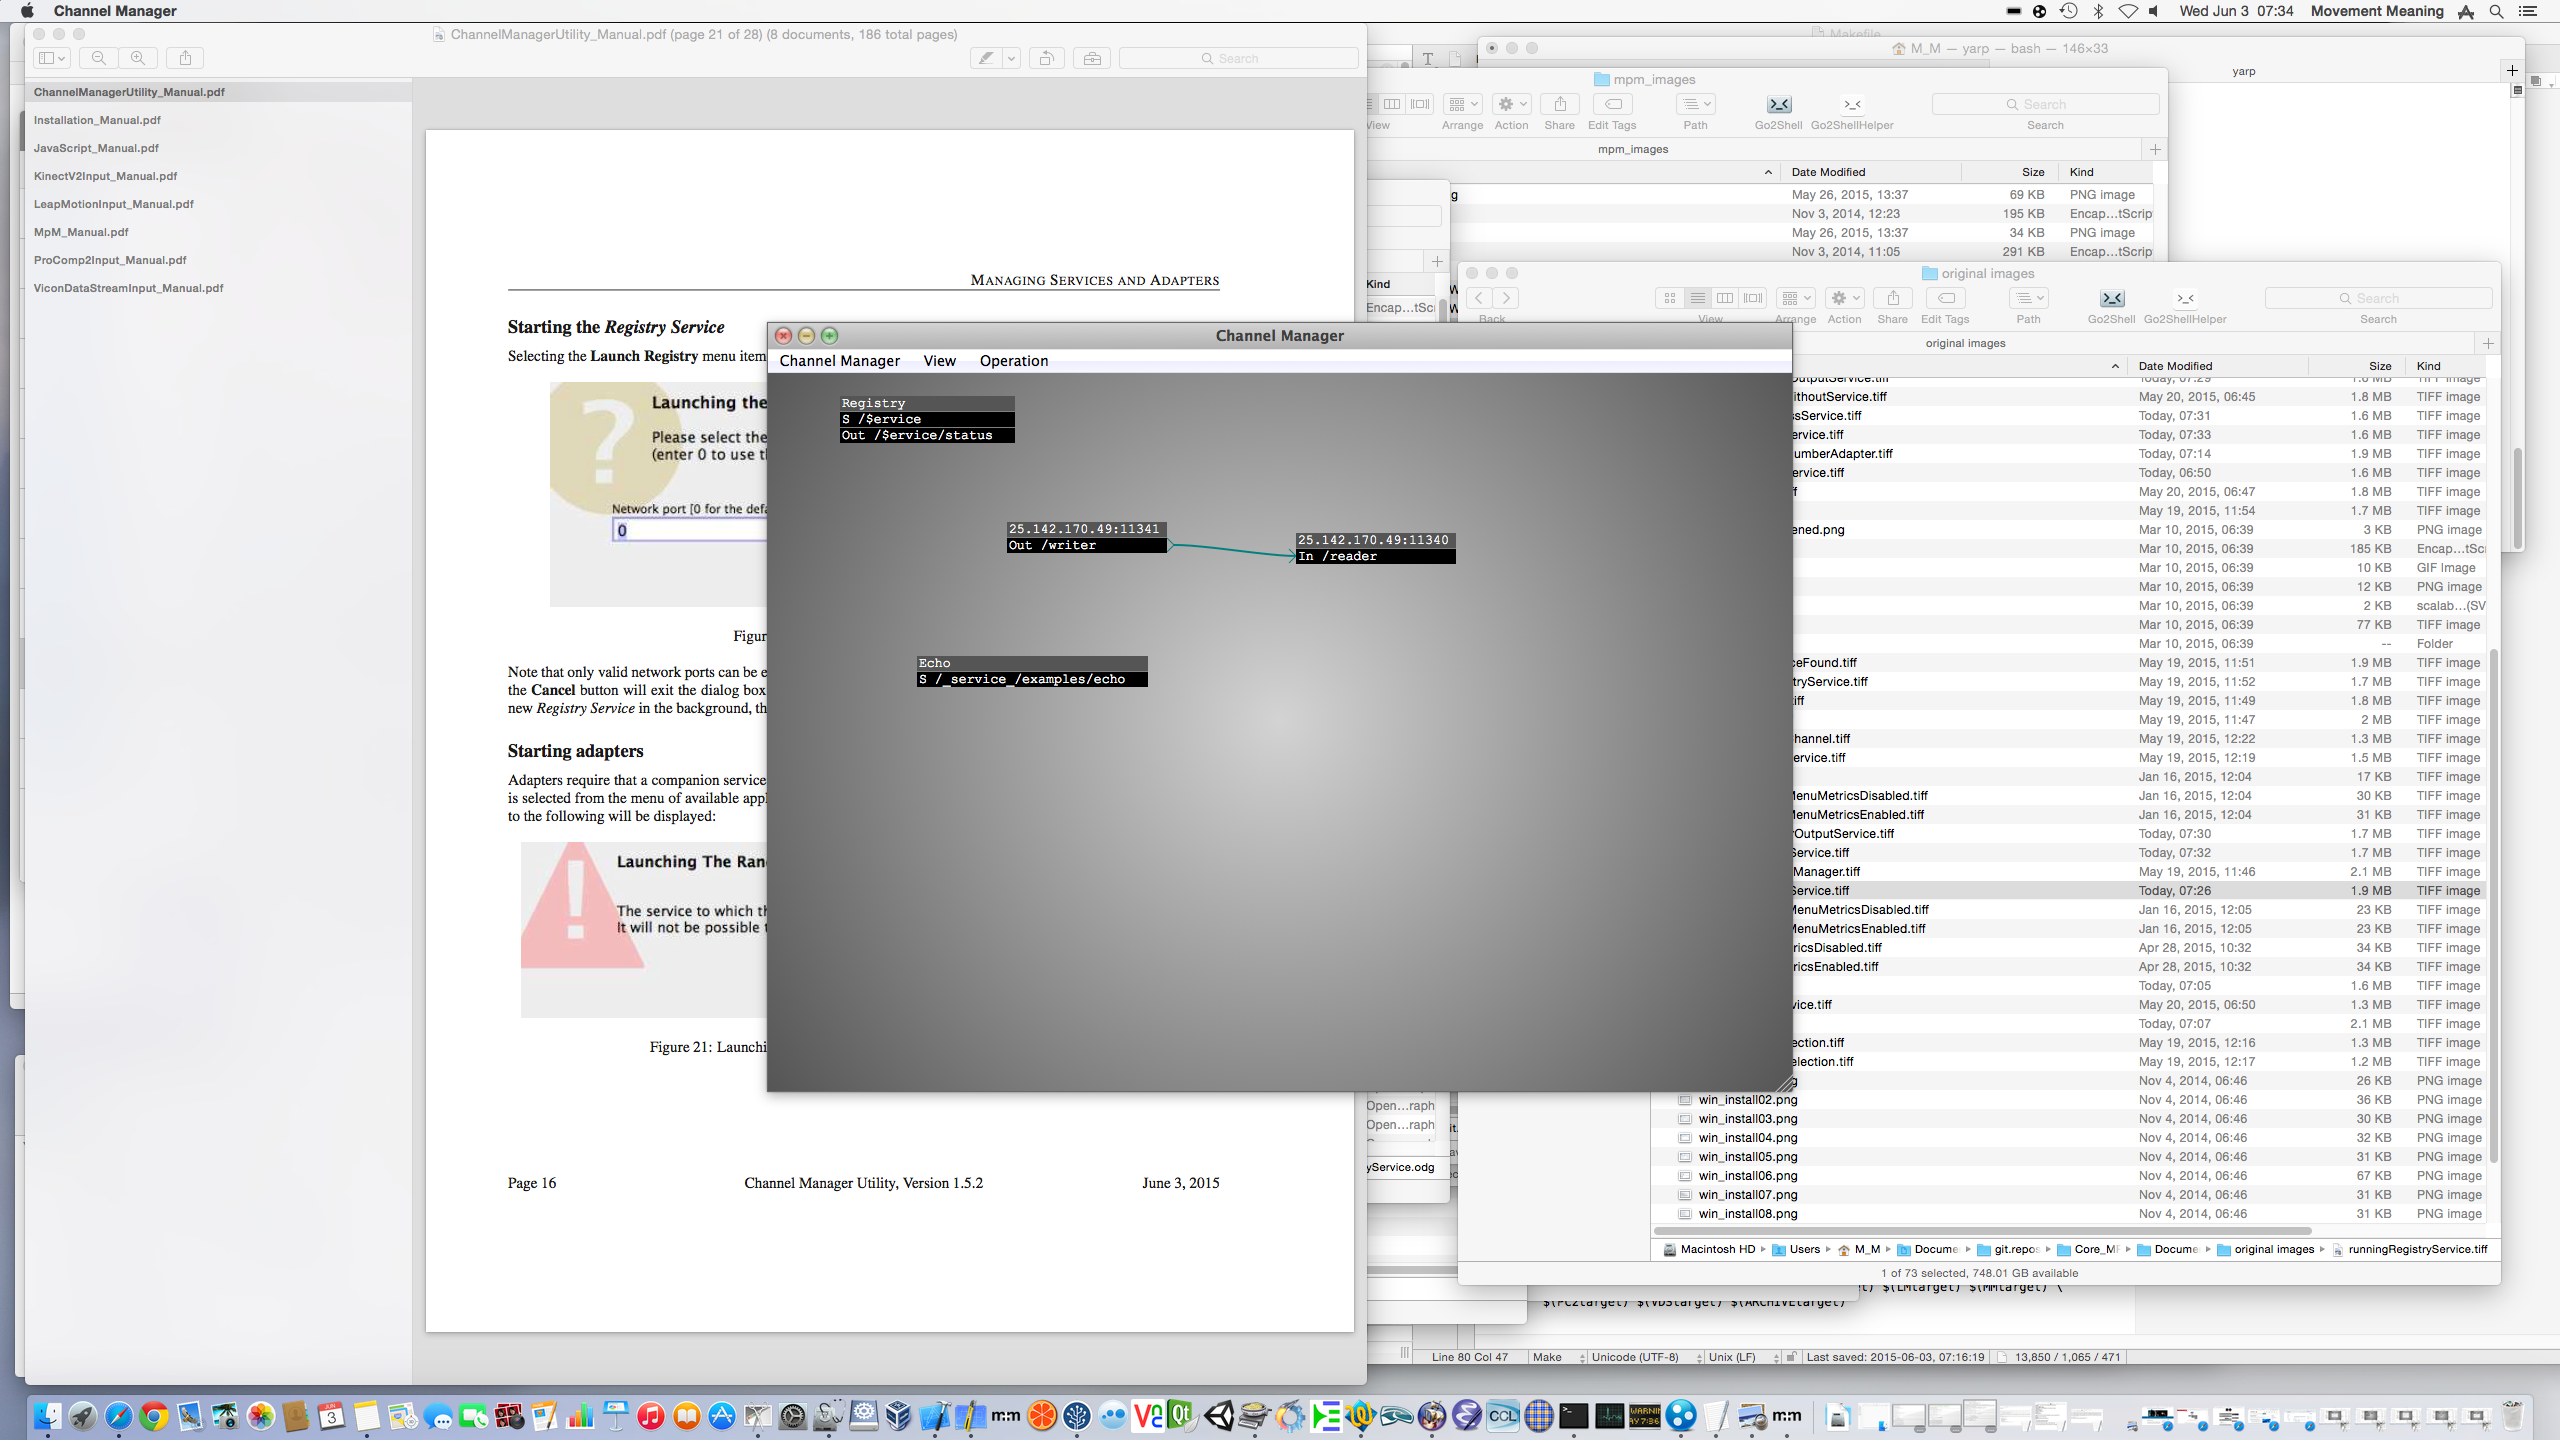 Channel Manager
Wed Jun 3 07:34 Movement Meaning
ChannelManagerUtility_Manual.pdf (page 21 of 28) (8 documents, 186 total pages)
Search
ChannelManagerUtility_Manual.pdf
Installation_Manual.pdf
JavaScript_Manual.pdf
KinectV2Input_Manual.pdf
LeapMotionInput_Manual.pdf
MpM_Manual.pdf
ProComp2Input_Manual.pdf
ViconDataStreamInput_Manual.pdf
MANAGING SERVICES AND ADAPTERS
Starting the Registry Service
Selecting the Launch Registry menu item
Launching the
Please select the
(enter 0 to use t
Network port [0 for the defa
0
Figur
Note that only valid network ports can be e
the Cancel button will exit the dialog box
new Registry Service in the background, th
Starting adapters
Adapters require that a companion service
is selected from the menu of available appl
to the following will be displayed:
Launching The Ran
The service to which th
It will not be possible t
Figure 21: Launchi
Page 16 Channel Manager Utility, Version 1.5.2 June 3, 2015
Channel Manager
Channel Manager View Operation
Registry
S /$ervice
Out /$ervice/status
25.142.170.49:11341
Out /writer
25.142.170.49:11340
In /reader
Echo
S /_service_/examples/echo
Makefile
M_M — yarp — bash — 146×33
yarp
mpm_images
View Arrange Action Share Edit Tags Path Go2Shell Go2ShellHelper Search
Search
mpm_images
Date Modified Size Kind
May 26, 2015, 13:37 69 KB PNG image
Nov 3, 2014, 12:23 195 KB Encap...tScrip
May 26, 2015, 13:37 34 KB PNG image
Nov 3, 2014, 11:05 291 KB Encap...tScrip
Kind
Encap...tSc
original images
Back View Arrange Action Share Edit Tags Path Go2Shell Go2ShellHelper Search
Search
original images
Date Modified Size Kind
OutputService.tiff Today, 07:29 1.6 MB TIFF image
ithoutService.tiff May 20, 2015, 06:45 1.8 MB TIFF image
sService.tiff Today, 07:31 1.6 MB TIFF image
ervice.tiff Today, 07:33 1.6 MB TIFF image
umberAdapter.tiff Today, 07:14 1.9 MB TIFF image
ervice.tiff Today, 06:50 1.6 MB TIFF image
May 20, 2015, 06:47 1.8 MB TIFF image
May 19, 2015, 11:54 1.7 MB TIFF image
ened.png Mar 10, 2015, 06:39 3 KB PNG image
Mar 10, 2015, 06:39 185 KB Encap...tSc
Mar 10, 2015, 06:39 10 KB GIF Image
Mar 10, 2015, 06:39 12 KB PNG image
Mar 10, 2015, 06:39 2 KB scalab...(SV
Mar 10, 2015, 06:39 77 KB TIFF image
Mar 10, 2015, 06:39 -- Folder
ceFound.tiff May 19, 2015, 11:51 1.9 MB TIFF image
tryService.tiff May 19, 2015, 11:52 1.7 MB TIFF image
iff May 19, 2015, 11:49 1.8 MB TIFF image
May 19, 2015, 11:47 2 MB TIFF image
hannel.tiff May 19, 2015, 12:22 1.3 MB TIFF image
ervice.tiff May 19, 2015, 12:19 1.5 MB TIFF image
Jan 16, 2015, 12:04 17 KB TIFF image
MenuMetricsDisabled.tiff Jan 16, 2015, 12:04 30 KB TIFF image
MenuMetricsEnabled.tiff Jan 16, 2015, 12:04 31 KB TIFF image
rOutputService.tiff Today, 07:30 1.7 MB TIFF image
Service.tiff Today, 07:32 1.7 MB TIFF image
Manager.tiff May 19, 2015, 11:46 2.1 MB TIFF image
Service.tiff Today, 07:26 1.9 MB TIFF image
MenuMetricsDisabled.tiff Jan 16, 2015, 12:05 23 KB TIFF image
MenuMetricsEnabled.tiff Jan 16, 2015, 12:05 23 KB TIFF image
ricsDisabled.tiff Apr 28, 2015, 10:32 34 KB TIFF image
ricsEnabled.tiff Apr 28, 2015, 10:32 34 KB TIFF image
Today, 07:05 1.6 MB TIFF image
vice.tiff May 20, 2015, 06:50 1.3 MB TIFF image
Today, 07:07 2.1 MB TIFF image
ection.tiff May 19, 2015, 12:16 1.3 MB TIFF image
election.tiff May 19, 2015, 12:17 1.2 MB TIFF image
Nov 4, 2014, 06:46 26 KB PNG image
win_install02.png Nov 4, 2014, 06:46 36 KB PNG image
win_install03.png Nov 4, 2014, 06:46 30 KB PNG image
win_install04.png Nov 4, 2014, 06:46 32 KB PNG image
win_install05.png Nov 4, 2014, 06:46 31 KB PNG image
win_install06.png Nov 4, 2014, 06:46 67 KB PNG image
win_install07.png Nov 4, 2014, 06:46 31 KB PNG image
win_install08.png Nov 4, 2014, 06:46 31 KB PNG image
Macintosh HD Users M_M Docume git.repos Core_MF Docume original images runningRegistryService.tiff
1 of 73 selected, 748.01 GB available
Open...raph
Open...raph
yService.odg
$(LMtarget) $(MMtarget) \
$(PC2target) $(VDStarget) $(ARCHIVEtarget)
Line 80 Col 47 Make Unicode (UTF-8) Unix (LF) Last saved: 2015-06-03, 07:16:19 13,850 / 1,065 / 471